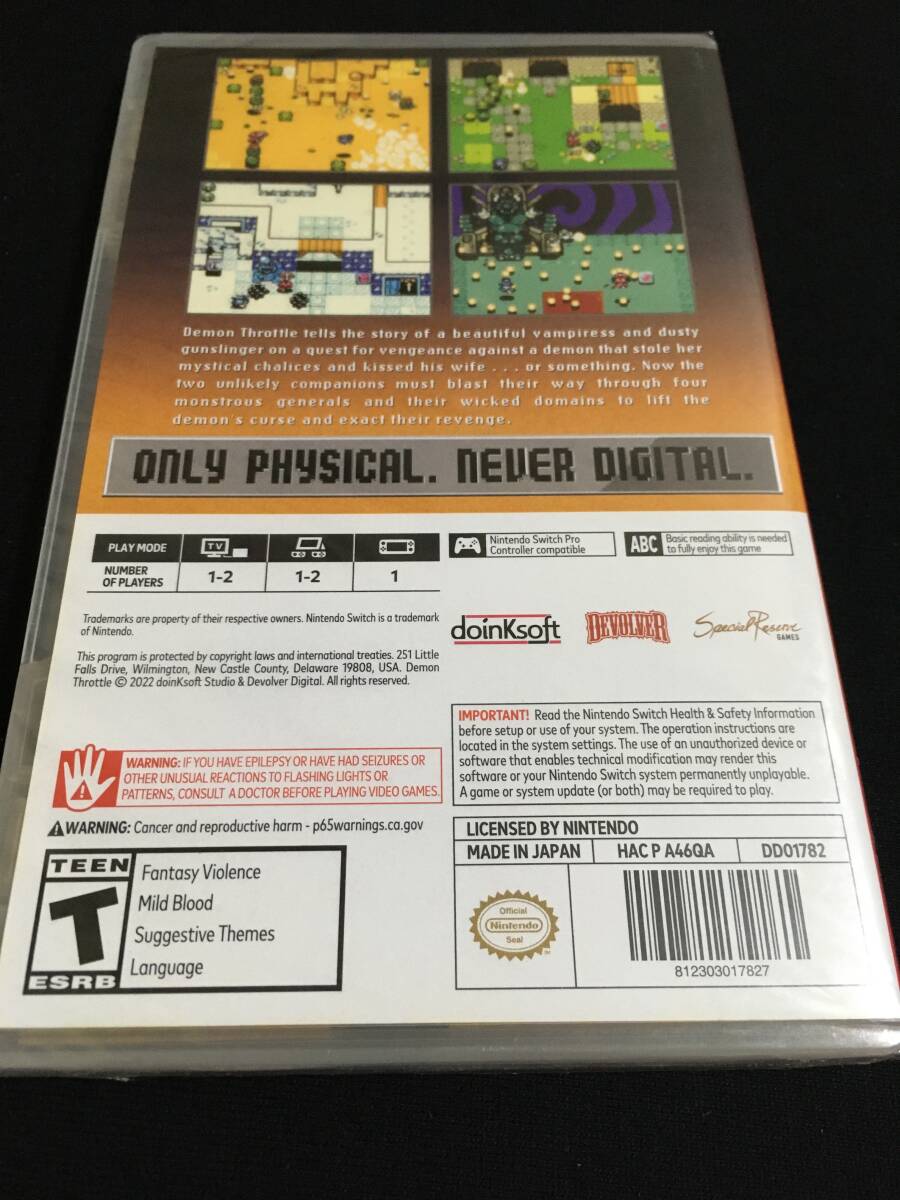 Demon Throttle tells the story of a beautiful vampiress and dusty
gunslinger on a quest for vengeance against a demon that stole her
mystical chalices and kissed his wife . . . or something. Now the
two unlikely companions must blast their way through four
monstrous generals and their wicked domains to lift the
demon's curse and exact their revenge.
ONLY PHYSICAL. NEVER DIGITAL.
PLAY MODE
TV
NUMBER
OF PLAYERS
1-2
1-2
1
Nintendo Switch Pro
Controller compatible
ABC
Basic reading ability is needed
to fully enjoy this game
Trademarks are property of their respective owners. Nintendo Switch is a trademark
of Nintendo.
This program is protected by copyright laws and international treaties. 251 Little
Falls Drive, Wilmington, New Castle County, Delaware 19808, USA. Demon
Throttle © 2022 doinKsoft Studio & Devolver Digital. All rights reserved.
doinKsoft
DEVOLVER
Special Reserve
GAMES
WARNING: IF YOU HAVE EPILEPSY OR HAVE HAD SEIZURES OR
OTHER UNUSUAL REACTIONS TO FLASHING LIGHTS OR
PATTERNS, CONSULT A DOCTOR BEFORE PLAYING VIDEO GAMES.
WARNING: Cancer and reproductive harm - p65warnings.ca.gov
IMPORTANT! Read the Nintendo Switch Health & Safety Information
before setup or use of your system. The operation instructions are
located in the system settings. The use of an unauthorized device or
software that enables technical modification may render this
software or your Nintendo Switch system permanently unplayable.
A game or system update (or both) may be required to play.
TEEN
T
ESRB
Fantasy Violence
Mild Blood
Suggestive Themes
Language
LICENSED BY NINTENDO
MADE IN JAPAN
HAC P A46QA
DD01782
Official
Nintendo
Seal
TM
812303017827